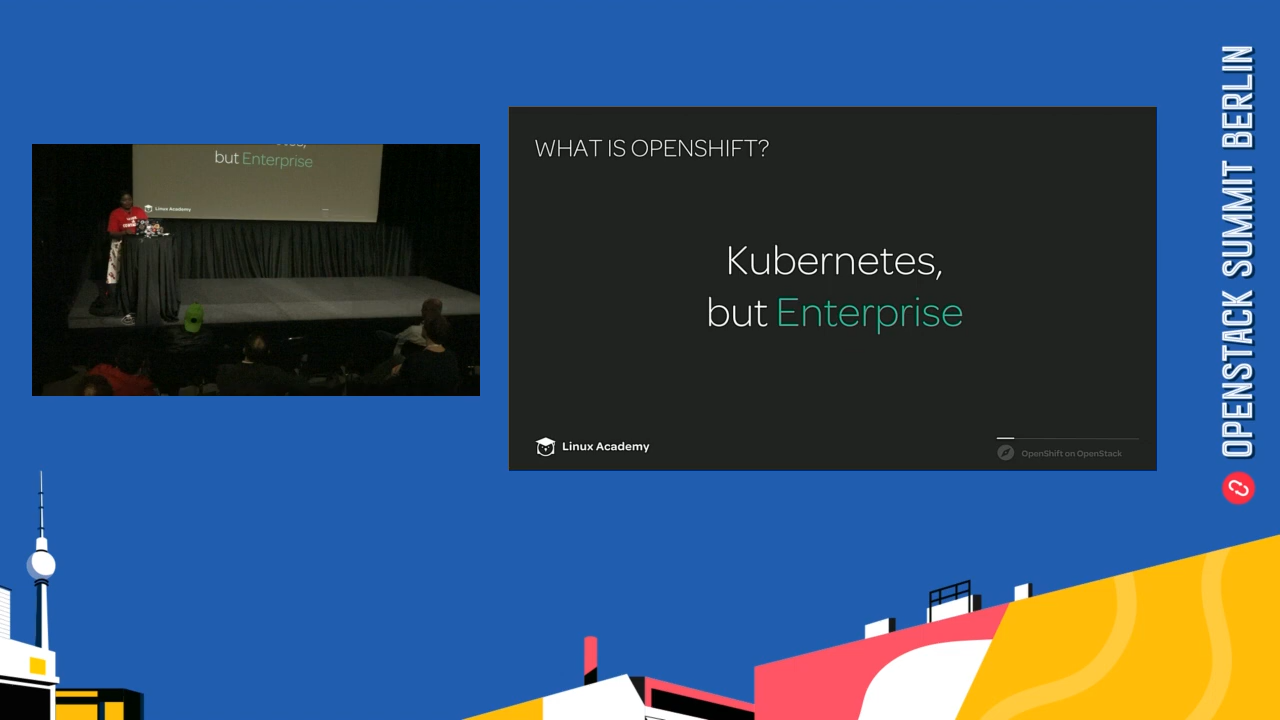 but Enterprise
Linux Academy
WHAT IS OPENSHIFT?
Kubernetes,
but Enterprise
Linux Academy
OpenShift on OpenStack
OPENSTACK SUMMIT BERLIN